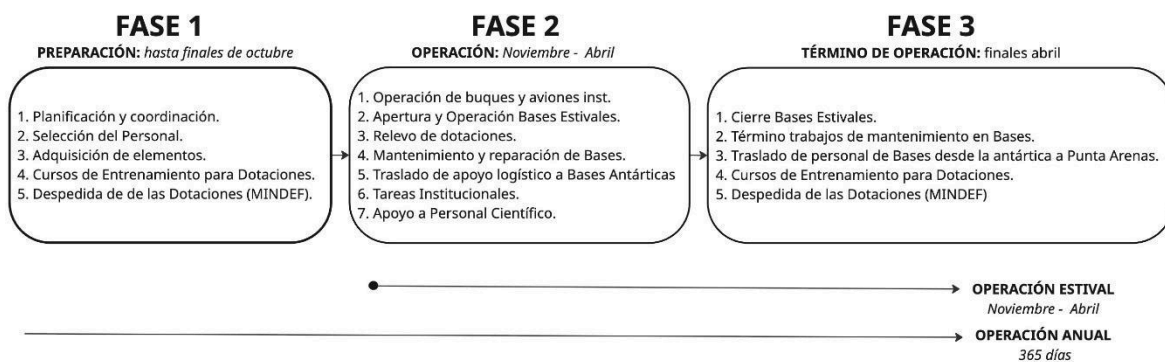 FASE 1
PREPARACIÓN: hasta finales de octubre
1. Planificación y coordinación.
2. Selección del Personal.
3. Adquisición de elementos.
4. Cursos de Entrenamiento para Dotaciones.
5. Despedida de de las Dotaciones (MINDEF).
FASE 2
OPERACIÓN: Noviembre - Abril
1. Operación de buques y aviones inst.
2. Apertura y Operación Bases Estivales.
3. Relevo de dotaciones.
4. Mantenimiento y reparación de Bases.
5. Traslado de apoyo logístico a Bases Antárticas
6. Tareas Institucionales.
7. Apoyo a Personal Científico.
FASE 3
TÉRMINO DE OPERACIÓN: finales abril
1. Cierre Bases Estivales.
2. Término trabajos de mantenimiento en Bases.
3. Traslado de personal de Bases desde la antártica a Punta Arenas.
4. Cursos de Entrenamiento para Dotaciones.
5. Despedida de las Dotaciones (MINDEF)
OPERACIÓN ESTIVAL
Noviembre - Abril
OPERACIÓN ANUAL
365 días